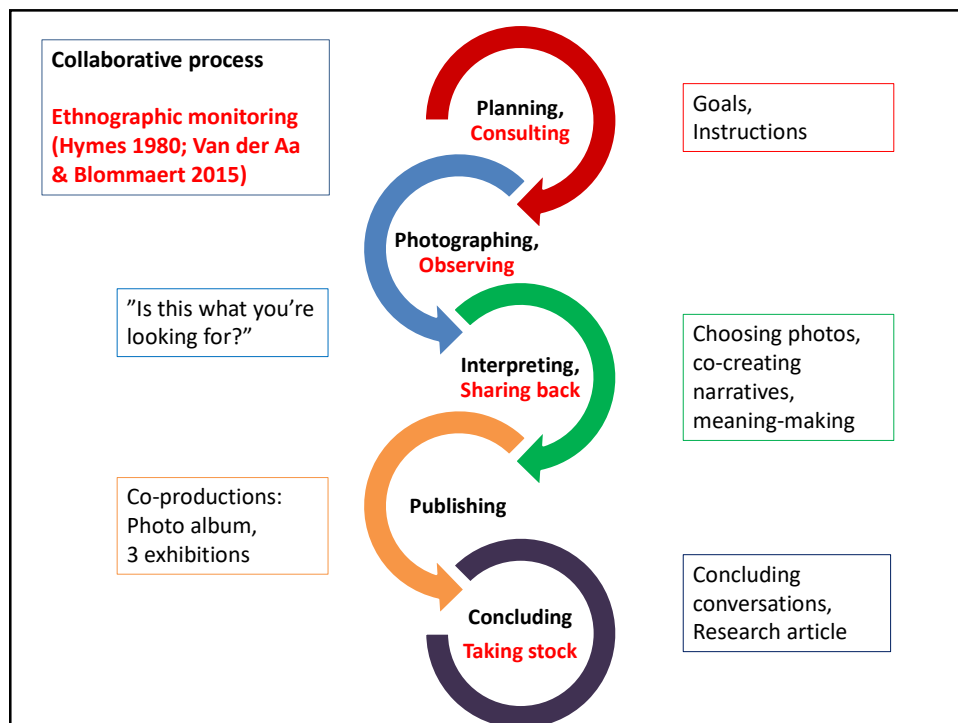 Collaborative process
Ethnographic monitoring
(Hymes 1980; Van der Aa
& Blommaert 2015)
Planning,
Consulting
Goals,
Instructions
Photographing,
Observing
”Is this what you’re
looking for?”
Interpreting,
Sharing back
Choosing photos,
co-creating
narratives,
meaning-making
Publishing
Co-productions:
Photo album,
3 exhibitions
Concluding
Taking stock
Concluding
conversations,
Research article